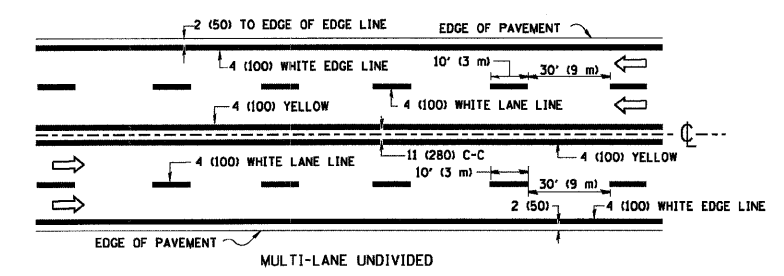 2 (50) TO EDGE OF EDGE LINE
EDGE OF PAVEMENT
4 (100) WHITE EDGE LINE
10' (3 m)
30' (9 m)
4 (100) YELLOW
4 (100) WHITE LANE LINE
℄
4 (100) WHITE LANE LINE
11 (280) C-C
4 (100) YELLOW
10' (3 m)
30' (9 m)
2 (50)
4 (100) WHITE EDGE LINE
EDGE OF PAVEMENT
MULTI-LANE UNDIVIDED